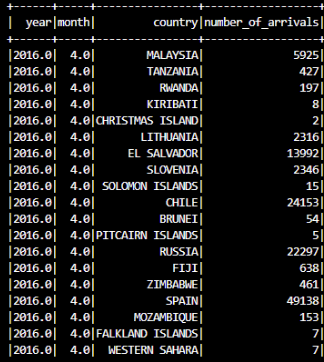 +------+-----+----------------+------------------+
|  year|month|         country|number_of_arrivals|
+------+-----+----------------+------------------+
|2016.0|  4.0|        MALAYSIA|              5925|
|2016.0|  4.0|        TANZANIA|               427|
|2016.0|  4.0|          RWANDA|               197|
|2016.0|  4.0|        KIRIBATI|                 8|
|2016.0|  4.0|CHRISTMAS ISLAND|                 2|
|2016.0|  4.0|       LITHUANIA|              2316|
|2016.0|  4.0|     EL SALVADOR|             13992|
|2016.0|  4.0|        SLOVENIA|              2346|
|2016.0|  4.0| SOLOMON ISLANDS|                15|
|2016.0|  4.0|           CHILE|             24153|
|2016.0|  4.0|          BRUNEI|                54|
|2016.0|  4.0|PITCAIRN ISLANDS|                 5|
|2016.0|  4.0|          RUSSIA|             22297|
|2016.0|  4.0|            FIJI|               638|
|2016.0|  4.0|        ZIMBABWE|               461|
|2016.0|  4.0|           SPAIN|             49138|
|2016.0|  4.0|      MOZAMBIQUE|               153|
|2016.0|  4.0|FALKLAND ISLANDS|                 7|
|2016.0|  4.0|  WESTERN SAHARA|                 7|